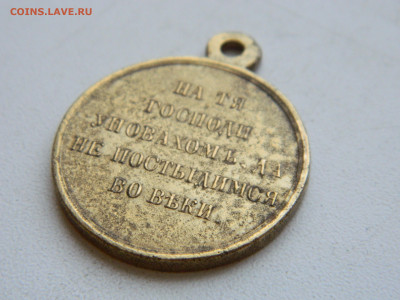 COINS.LAVE.RU
НА ТЯ
ГОСПОДИ
УПОВАХОМЪ, ДА
НЕ ПОСТЫДИМСЯ
ВО ВѢКИ.